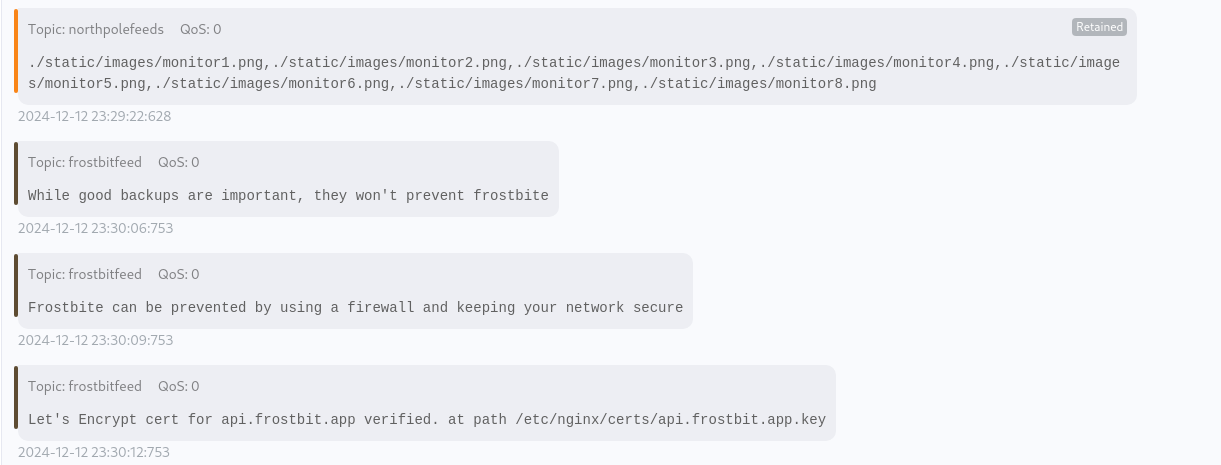 Topic: northpolefeeds QoS: 0
Retained
./static/images/monitor1.png,./static/images/monitor2.png,./static/images/monitor3.png,./static/images/monitor4.png,./static/image
s/monitor5.png,./static/images/monitor6.png,./static/images/monitor7.png,./static/images/monitor8.png
2024-12-12 23:29:22:628
Topic: frostbitfeed QoS: 0
While good backups are important, they won't prevent frostbite
2024-12-12 23:30:06:753
Topic: frostbitfeed QoS: 0
Frostbite can be prevented by using a firewall and keeping your network secure
2024-12-12 23:30:09:753
Topic: frostbitfeed QoS: 0
Let's Encrypt cert for api.frostbit.app verified. at path /etc/nginx/certs/api.frostbit.app.key
2024-12-12 23:30:12:753